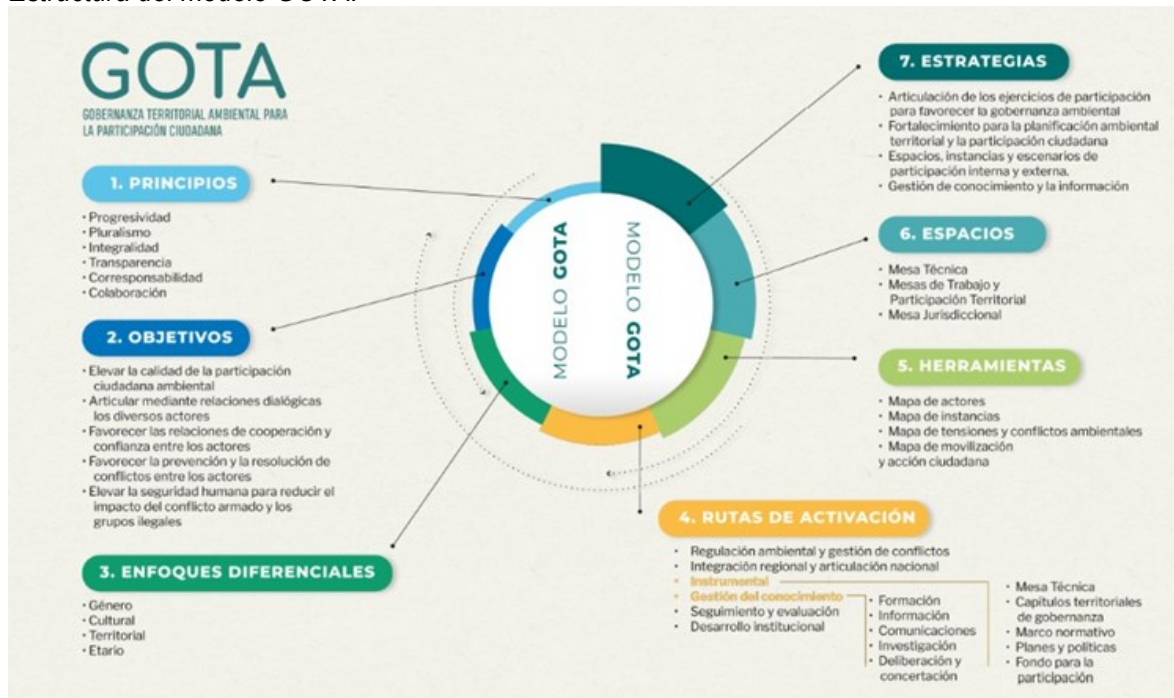 Estructura del Modelo GOTA.
GOTA
GOBERNANZA TERRITORIAL AMBIENTAL PARA
LA PARTICIPACIÓN CIUDADANA
1. PRINCIPIOS
• Progresividad
• Pluralismo
• Integralidad
• Transparencia
• Corresponsabilidad
• Colaboración
2. OBJETIVOS
• Elevar la calidad de la participación
ciudadana ambiental
• Articular mediante relaciones dialógicas
los diversos actores
• Favorecer las relaciones de cooperación y
confianza entre los actores
• Favorecer la prevención y la resolución de
conflictos entre los actores
• Elevar la seguridad humana para reducir el
impacto del conflicto armado y los
grupos ilegales
3. ENFOQUES DIFERENCIALES
• Género
• Cultural
• Territorial
• Etario
MODELO GOTA
MODELO GOTA
7. ESTRATEGIAS
• Articulación de los ejercicios de participación
para favorecer la gobernanza ambiental
• Fortalecimiento para la planificación ambiental
territorial y la participación ciudadana
• Espacios, instancias y escenarios de
participación interna y externa.
• Gestión de conocimiento y la información
6. ESPACIOS
• Mesa Técnica
• Mesas de Trabajo y
Participación Territorial
• Mesa Jurisdiccional
5. HERRAMIENTAS
• Mapa de actores
• Mapa de instancias
• Mapa de tensiones y conflictos ambientales
• Mapa de movilización
y acción ciudadana
4. RUTAS DE ACTIVACIÓN
• Regulación ambiental y gestión de conflictos
• Integración regional y articulación nacional
• Instrumental
• Gestión del conocimiento
• Seguimiento y evaluación
• Desarrollo institucional
• Formación
• Información
• Comunicaciones
• Investigación
• Deliberación y
concertación
• Mesa Técnica
• Capítulos territoriales
de gobernanza
• Marco normativo
• Planes y políticas
• Fondo para la
participación